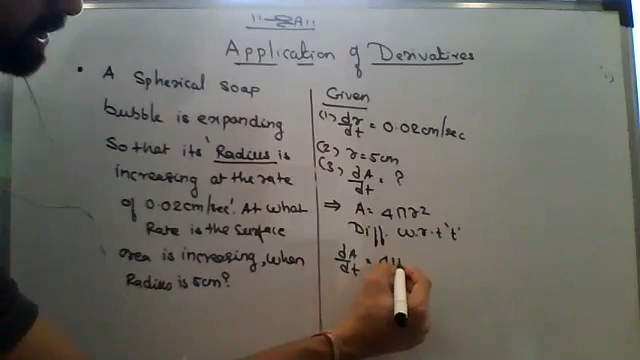 Application of Derivatives
• A Spherical soap
bubble is expanding
So that its 'Radius is
increasing at the rate
of 0.02cm/sec'. At what
Rate is the Surface
area is increasing, when
Radius is 5cm?
Given
(1) dr/dt = 0.02cm/sec
(2) r = 5cm
(3) dA/dt = ?
⇒ A = 4πr2
Diff. w.r.t 't'
dA/dt =